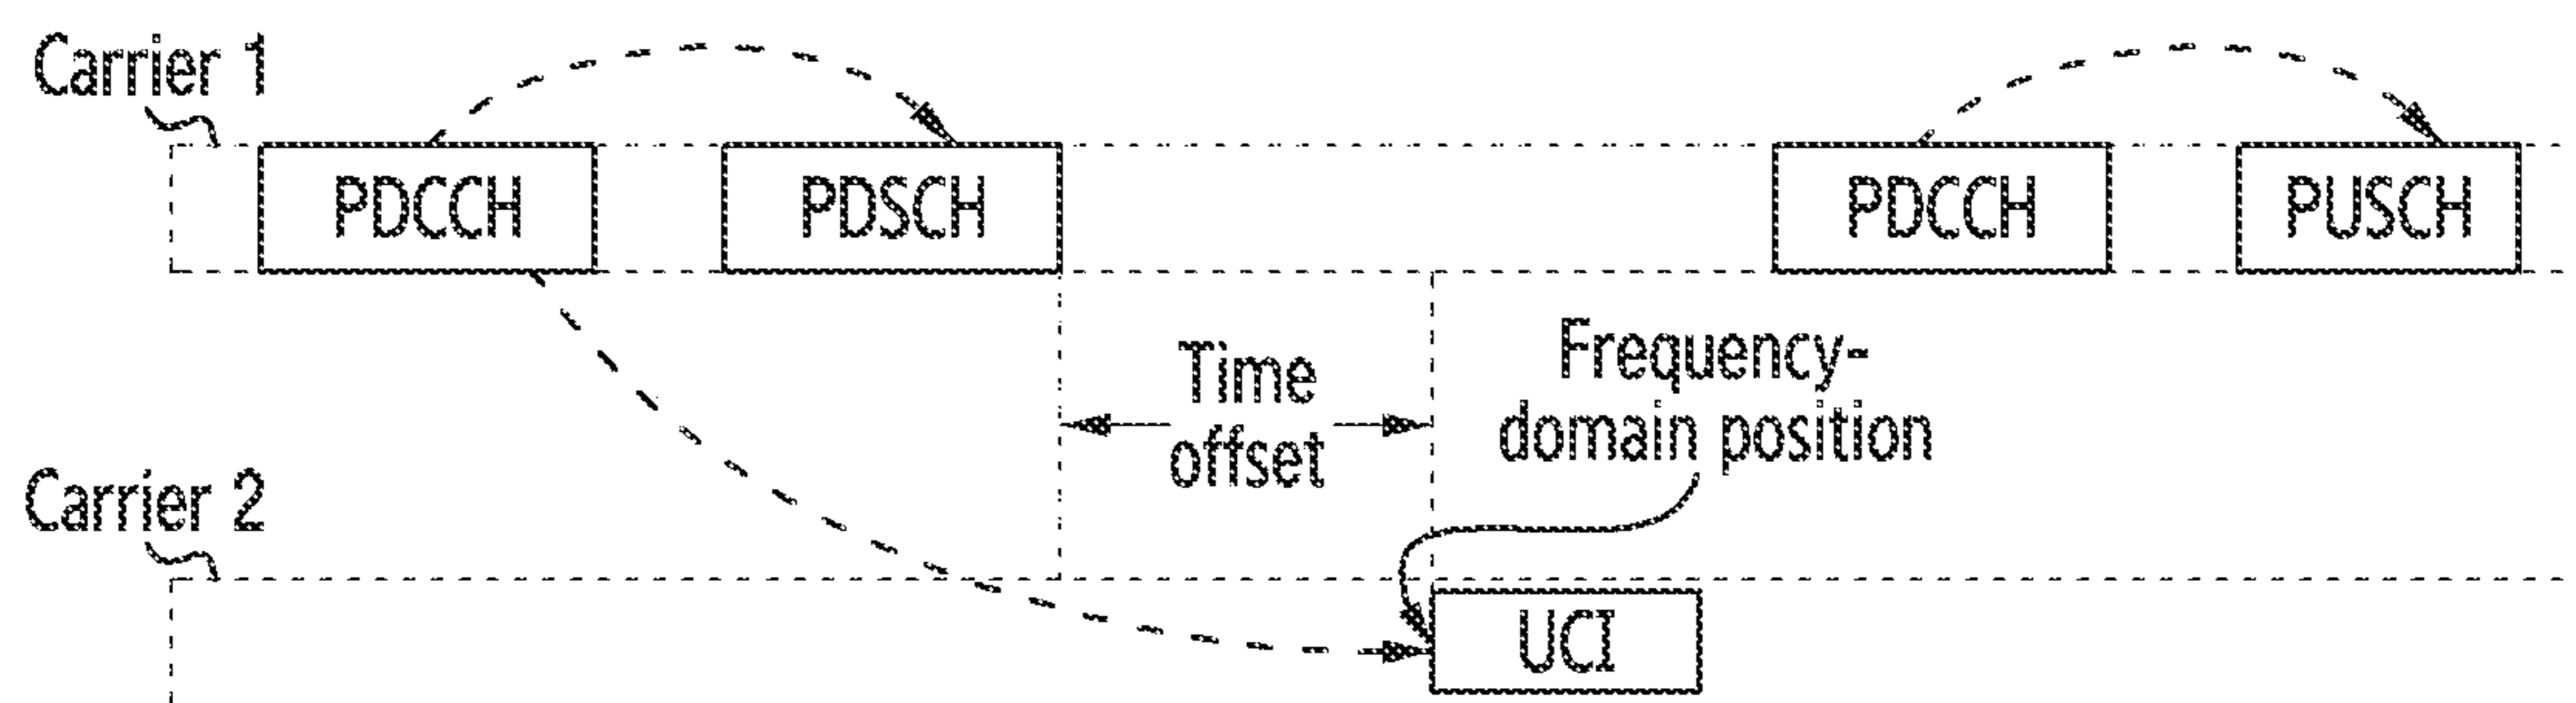 Carrier 1
PDCCH
PDSCH
PDCCH
PUSCH
Time
offset
Frequency-
domain position
Carrier 2
UCI